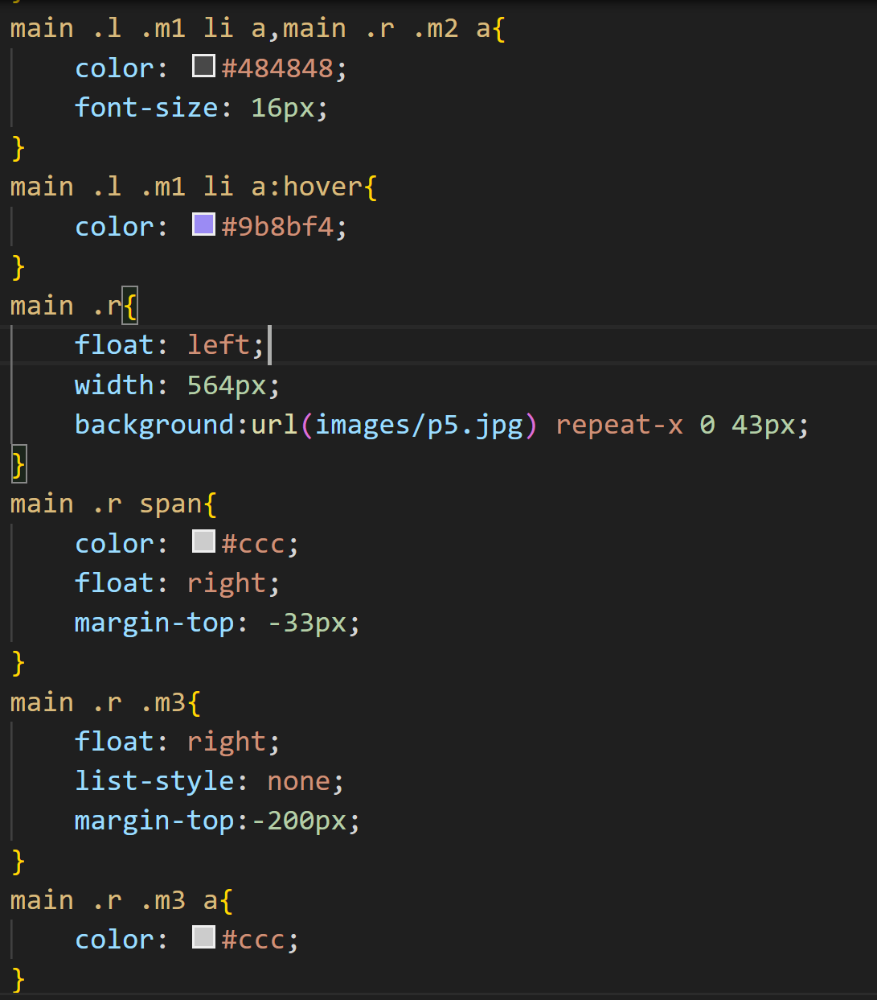 main .l .m1 li a,main .r .m2 a{
    color: #484848;
    font-size: 16px;
}
main .l .m1 li a:hover{
    color: #9b8bf4;
}
main .r{
    float: left;
    width: 564px;
    background:url(images/p5.jpg) repeat-x 0 43px;
}
main .r span{
    color: #ccc;
    float: right;
    margin-top: -33px;
}
main .r .m3{
    float: right;
    list-style: none;
    margin-top:-200px;
}
main .r .m3 a{
    color: #ccc;
}